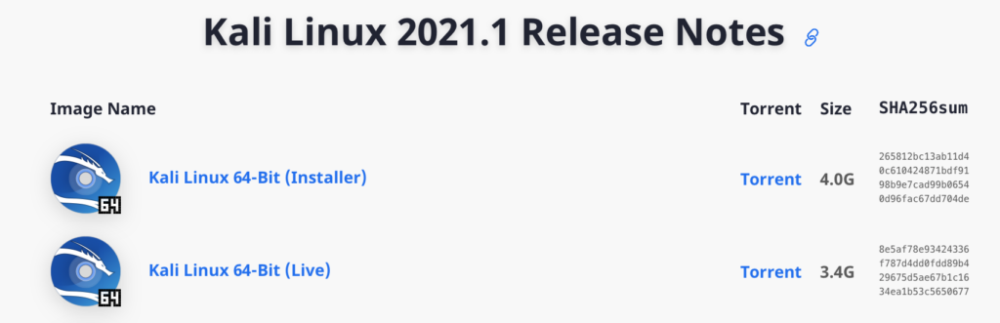 Kali Linux 2021.1 Release Notes
Image Name Torrent Size SHA256sum
265812bc13ab11d4
0c610424871bdf91
Kali Linux 64-Bit (Installer) Torrent 4.0G
98b9e7cad99b0654
0d96fac67dd704de
64
8e5af78e93424336
f787d4dd0fdd89b4
Kali Linux 64-Bit (Live) Torrent 3.4G
29675d5ae67b1c16
34ea1b53c5650677
64